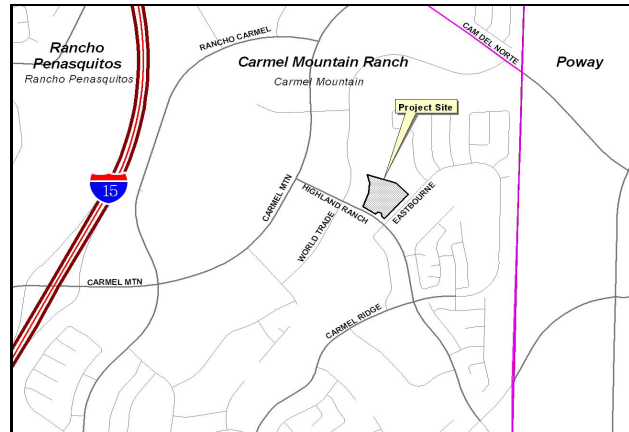 Rancho
Penasquitos
Rancho Penasquitos
RANCHO CARMEL
Carmel Mountain Ranch
Carmel Mountain
CAM DEL NORTE
Poway
Project Site
15
CARMEL MTN
HIGHLAND RANCH
EASTBOURNE
WORLD TRADE
CARMEL MTN
CARMEL RIDGE